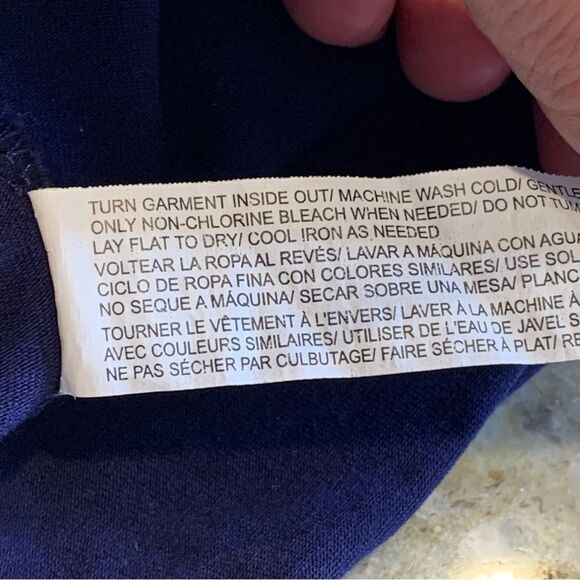 TURN GARMENT INSIDE OUT/ MACHINE WASH COLD/ GENTLE
ONLY NON-CHLORINE BLEACH WHEN NEEDED/ DO NOT TUM
LAY FLAT TO DRY/ COOL IRON AS NEEDED
VOLTEAR LA ROPA AL REVÉS/ LAVAR A MÁQUINA CON AGUA
CICLO DE ROPA FINA CON COLORES SIMILARES/ USE SOL
NO SEQUE A MÁQUINA/ SECAR SOBRE UNA MESA/ PLANC
TOURNER LE VÊTEMENT À L'ENVERS/ LAVER À LA MACHINE À
AVEC COULEURS SIMILAIRES/ UTILISER DE L'EAU DE JAVEL S
NE PAS SÉCHER PAR CULBUTAGE/ FAIRE SÉCHER À PLAT/ RE